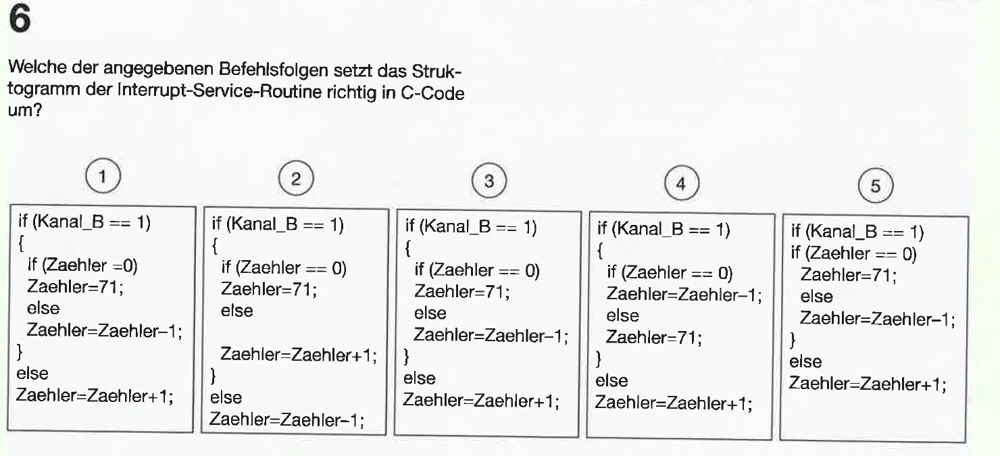 6
Welche der angegebenen Befehlsfolgen setzt das Struk-
togramm der Interrupt-Service-Routine richtig in C-Code
um?
1
if (Kanal_B == 1)
{
if (Zaehler =0)
Zaehler=71;
else
Zaehler=Zaehler–1;
}
else
Zaehler=Zaehler+1;
2
if (Kanal_B == 1)
{
if (Zaehler == 0)
Zaehler=71;
else
Zaehler=Zaehler+1;
}
else
Zaehler=Zaehler–1;
3
if (Kanal_B == 1)
{
if (Zaehler == 0)
Zaehler=71;
else
Zaehler=Zaehler–1;
}
else
Zaehler=Zaehler+1;
4
if (Kanal_B == 1)
{
if (Zaehler == 0)
Zaehler=Zaehler–1;
else
Zaehler=71;
}
else
Zaehler=Zaehler+1;
5
if (Kanal_B == 1)
if (Zaehler == 0)
Zaehler=71;
else
Zaehler=Zaehler–1;
}
else
Zaehler=Zaehler+1;